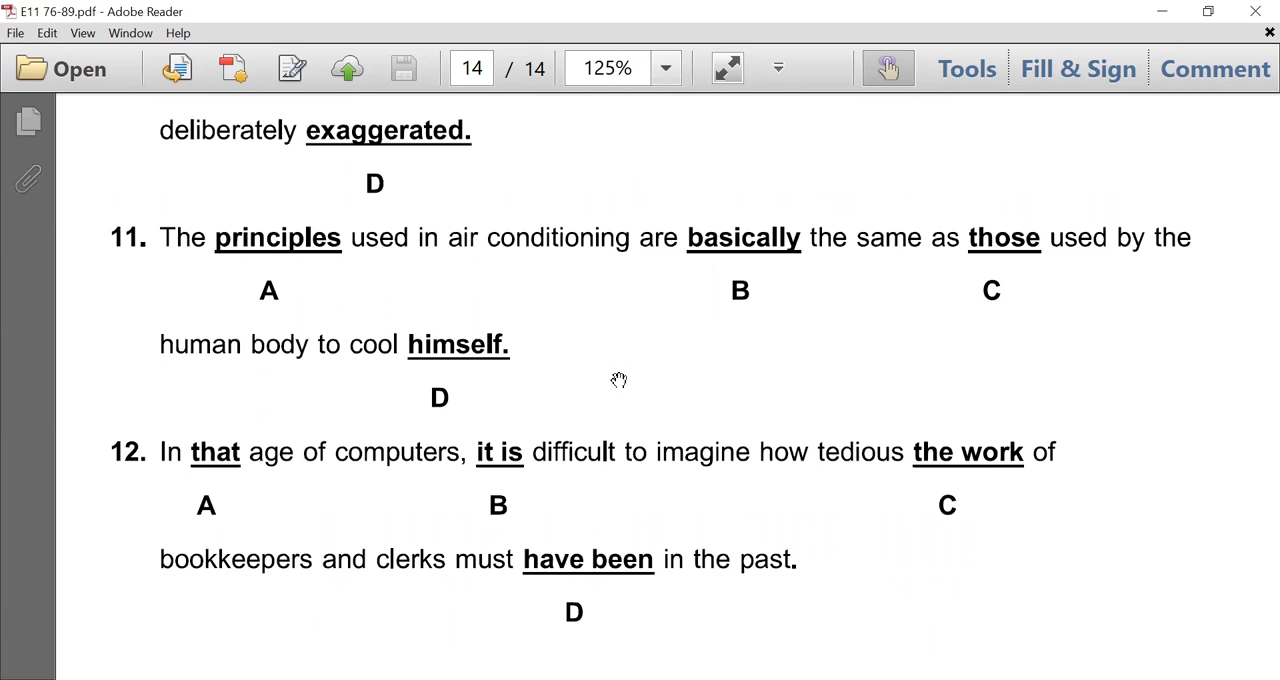 E11 76-89.pdf - Adobe Reader
File Edit View Window Help
Open 14 / 14 125% Tools Fill & Sign Comment
deliberately exaggerated.
D
11. The principles used in air conditioning are basically the same as those used by the
A B C
human body to cool himself.
D
12. In that age of computers, it is difficult to imagine how tedious the work of
A B C
bookkeepers and clerks must have been in the past.
D